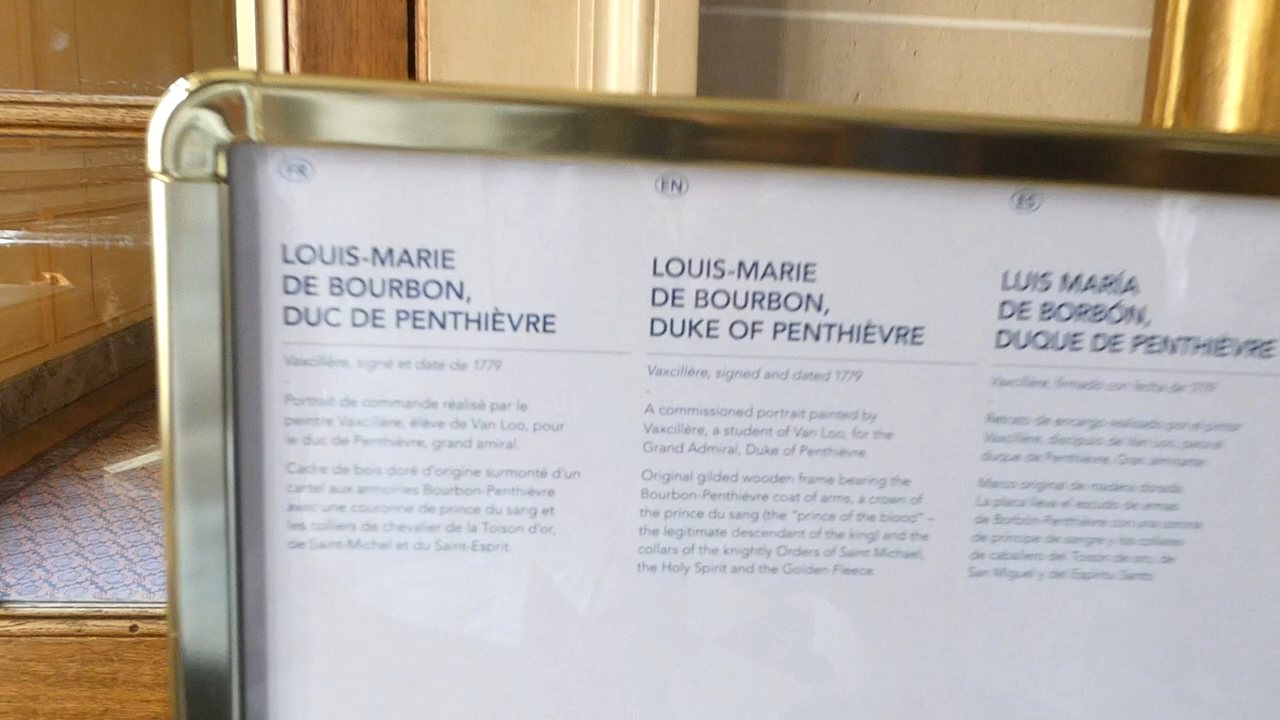 FR
LOUIS-MARIE
DE BOURBON,
DUC DE PENTHIÈVRE
Vaxcillère, signé et daté de 1779
Portrait de commande réalisé par le
peintre Vaxcillère, élève de Van Loo, pour
le duc de Penthièvre, grand amiral.
Cadre de bois doré d'origine surmonté d'un
cartel aux armoiries Bourbon-Penthièvre
avec une couronne de prince du sang et
les colliers de chevalier de la Toison d'or,
de Saint-Michel et du Saint-Esprit.
EN
LOUIS-MARIE
DE BOURBON,
DUKE OF PENTHIÈVRE
Vaxcillère, signed and dated 1779
A commissioned portrait painted by
Vaxcillère, a student of Van Loo, for the
Grand Admiral, Duke of Penthièvre.
Original gilded wooden frame bearing the
Bourbon-Penthièvre coat of arms, a crown of
the prince du sang (the "prince of the blood" –
the legitimate descendant of the king) and the
collars of the knightly Orders of Saint Michael,
the Holy Spirit and the Golden Fleece.
ES
LUIS MARÍA
DE BORBÓN,
DUQUE DE PENTHIÈVRE
Vaxcillère, firmado con fecha de 1779
Retrato de encargo realizado por el pintor
Vaxcillère, discípulo de Van Loo, para el
duque de Penthièvre, Gran almirante.
Marco original de madera dorada.
La placa lleva el escudo de armas
de Borbón-Penthièvre con una corona
de príncipe de sangre y los collares
de caballero del Toisón de oro, de
San Miguel y del Espíritu Santo.